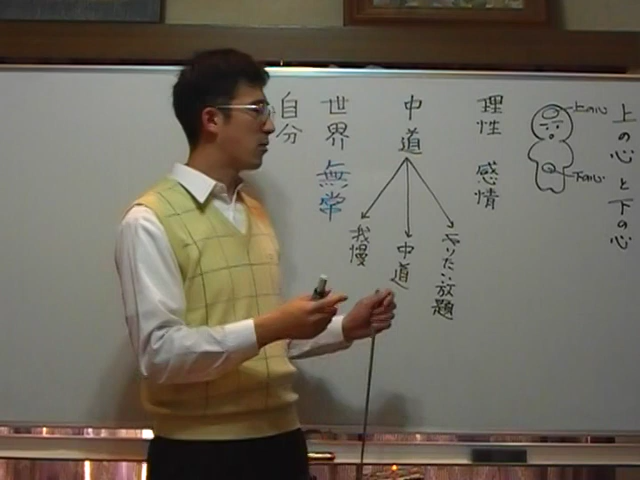 上の心と下の心
上の心
下の心
理性 感情
中道
やりたい放題
中道
我慢
世界 無常
自分